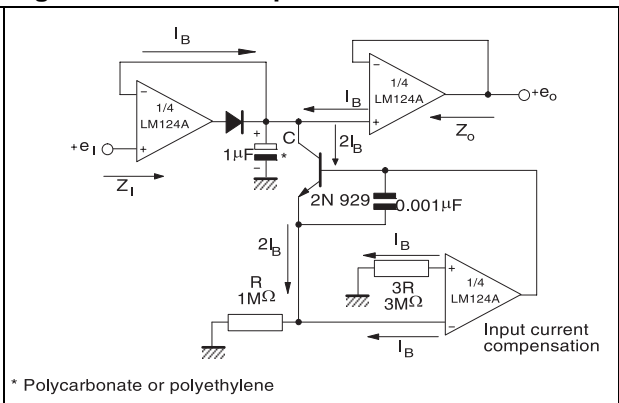 I_B
1/4
LM124A
+e_I
Z_I
1µF
+
*
C
I_B
2I_B
1/4
LM124A
+e_o
Z_o
2N 929
0.001µF
2I_B
R
1MΩ
I_B
3R
3MΩ
1/4
LM124A
I_B
Input current
compensation
* Polycarbonate or polyethylene